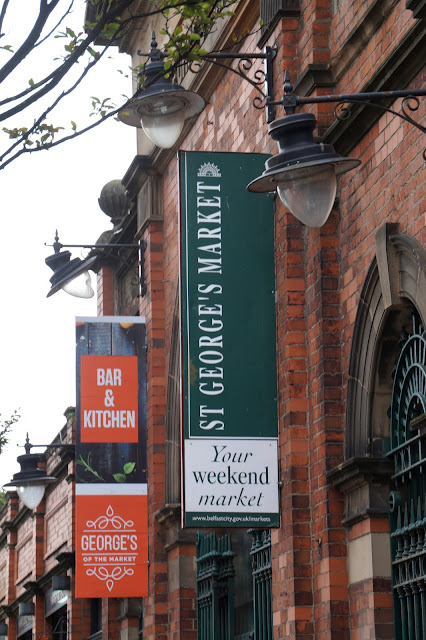 BAR
&
KITCHEN
GEORGE'S
OF THE MARKET
ST GEORGE'S MARKET
Your
weekend
market
www.belfastcity.gov.uk/markets